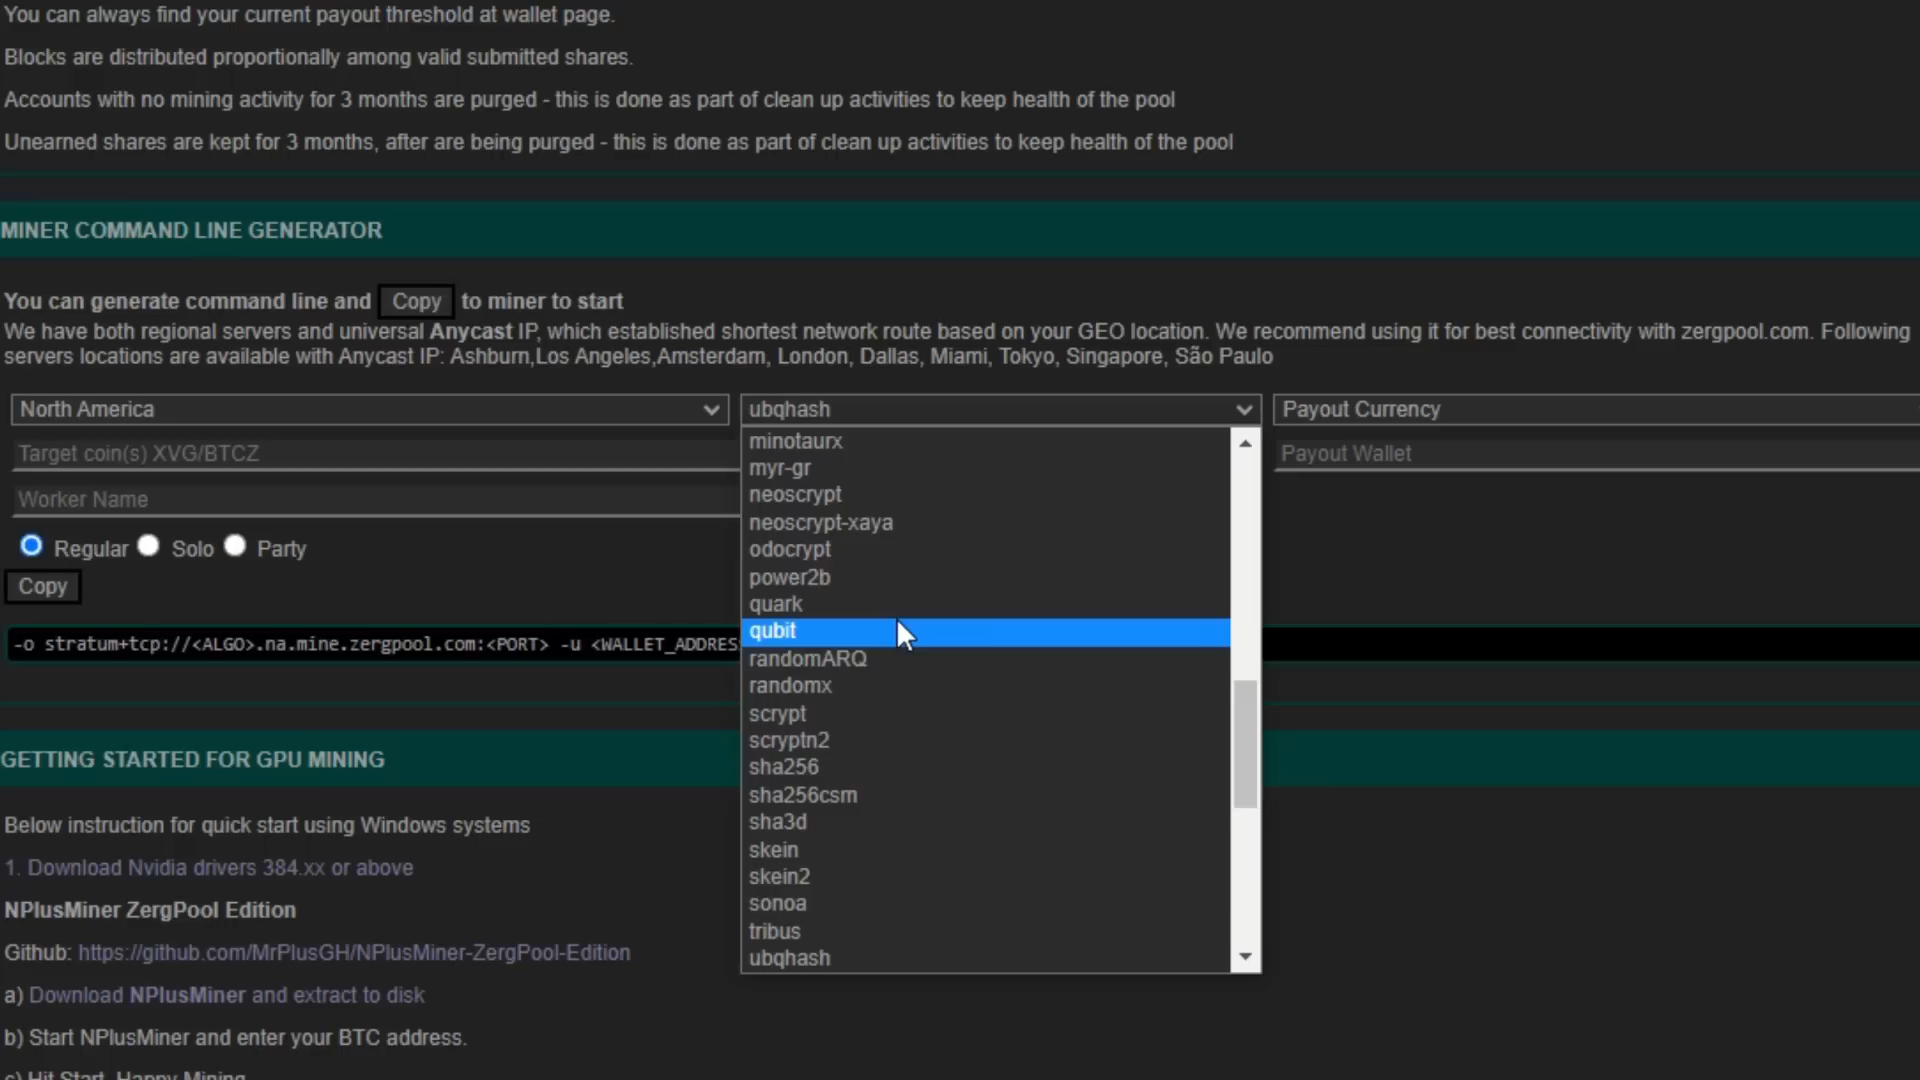 You can always find your current payout threshold at wallet page.
Blocks are distributed proportionally among valid submitted shares.
Accounts with no mining activity for 3 months are purged - this is done as part of clean up activities to keep health of the pool
Unearned shares are kept for 3 months, after are being purged - this is done as part of clean up activities to keep health of the pool
MINER COMMAND LINE GENERATOR
You can generate command line and Copy to miner to start
We have both regional servers and universal Anycast IP, which established shortest network route based on your GEO location. We recommend using it for best connectivity with zergpool.com. Following
servers locations are available with Anycast IP: Ashburn,Los Angeles,Amsterdam, London, Dallas, Miami, Tokyo, Singapore, São Paulo
North America
ubqhash
Payout Currency
Target coin(s) XVG/BTCZ
Payout Wallet
Worker Name
Regular Solo Party
Copy
-o stratum+tcp://<ALGO>.na.mine.zergpool.com:<PORT> -u <WALLET_ADDRES
minotaurx
myr-gr
neoscrypt
neoscrypt-xaya
odocrypt
power2b
quark
qubit
randomARQ
randomx
scrypt
scryptn2
sha256
sha256csm
sha3d
skein
skein2
sonoa
tribus
ubqhash
GETTING STARTED FOR GPU MINING
Below instruction for quick start using Windows systems
1. Download Nvidia drivers 384.xx or above
NPlusMiner ZergPool Edition
Github: https://github.com/MrPlusGH/NPlusMiner-ZergPool-Edition
a) Download NPlusMiner and extract to disk
b) Start NPlusMiner and enter your BTC address.
c) Hit Start, Happy Mining